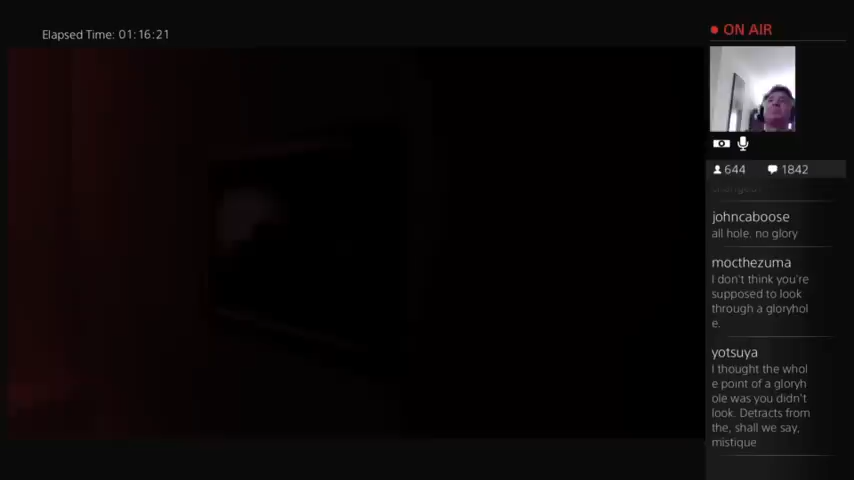 Elapsed Time: 01:16:21
ON AIR
644 1842
johncaboose
all hole. no glory
mocthezuma
I don't think you're
supposed to look
through a gloryhol
e.
yotsuya
I thought the whol
e point of a gloryh
ole was you didn't
look. Detracts from
the, shall we say,
mistique